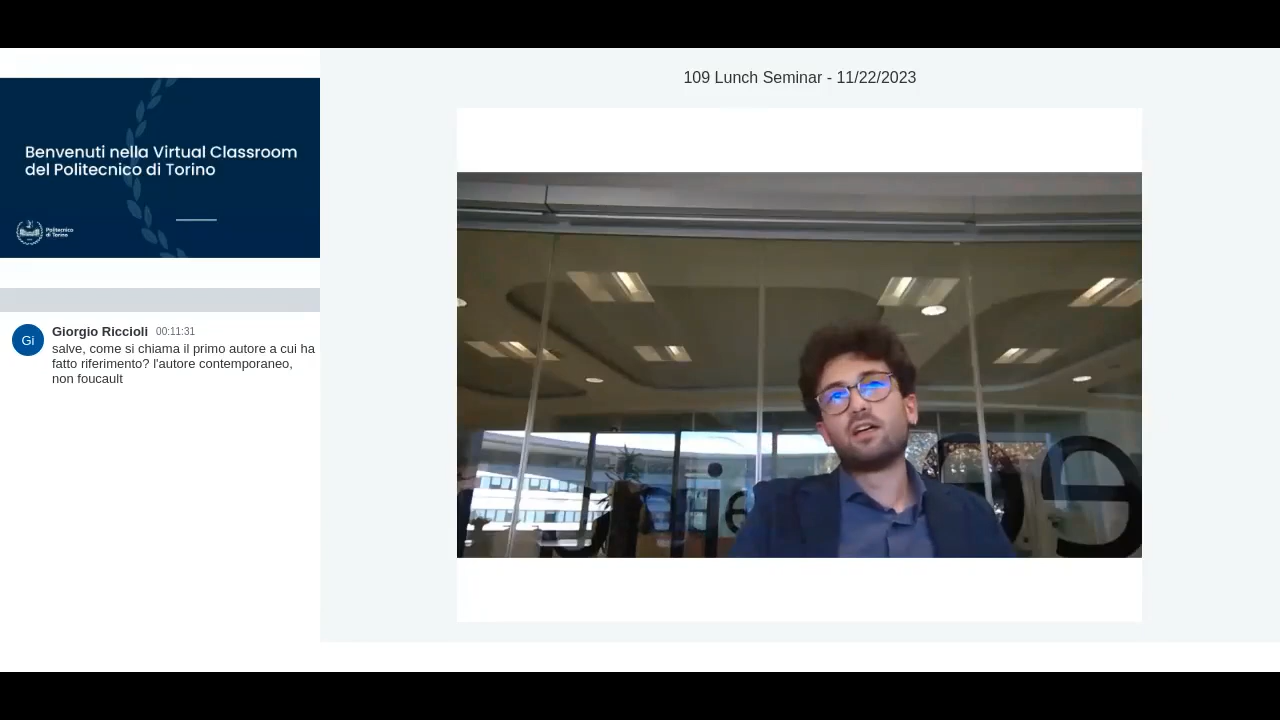 109 Lunch Seminar - 11/22/2023
Benvenuti nella Virtual Classroom
del Politecnico di Torino
Politecnico
di Torino
Gi
Giorgio Riccioli 00:11:31
salve, come si chiama il primo autore a cui ha
fatto riferimento? l'autore contemporaneo,
non foucault